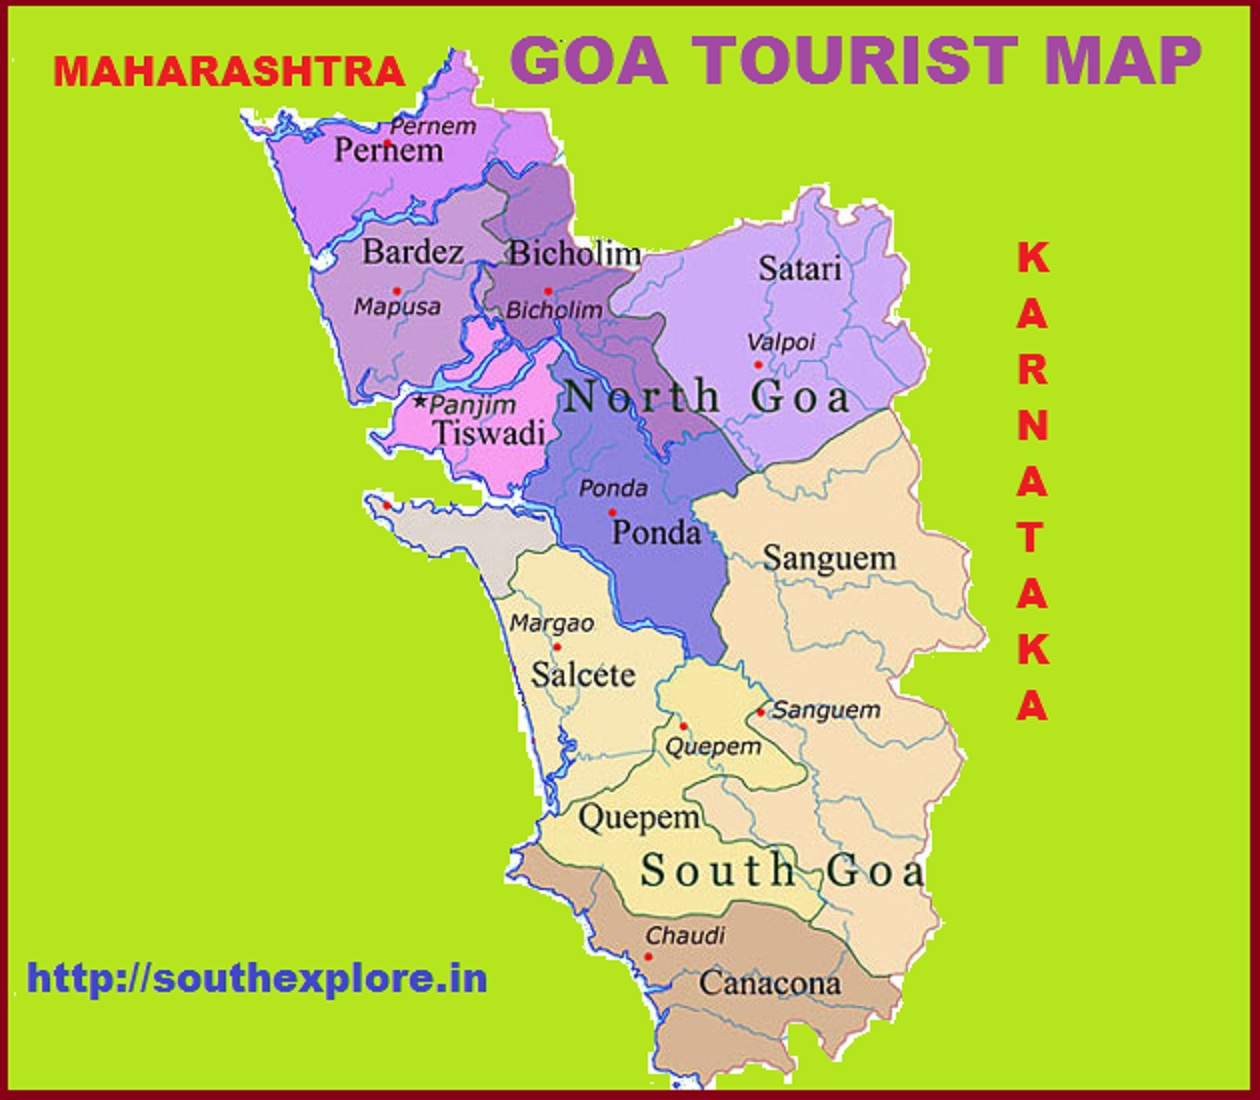 GOA TOURIST MAP
MAHARASHTRA
Pernem
Pernem
Bardez
Bicholim
Satari
Mapusa
Bicholim
Valpoi
North Goa
Panjim
Tiswadi
Ponda
Ponda
Sanguem
Margao
Salcete
Sanguem
Quepem
Quepem
South Goa
Chaudi
Canacona
K
A
R
N
A
T
A
K
A
http://southexplore.in